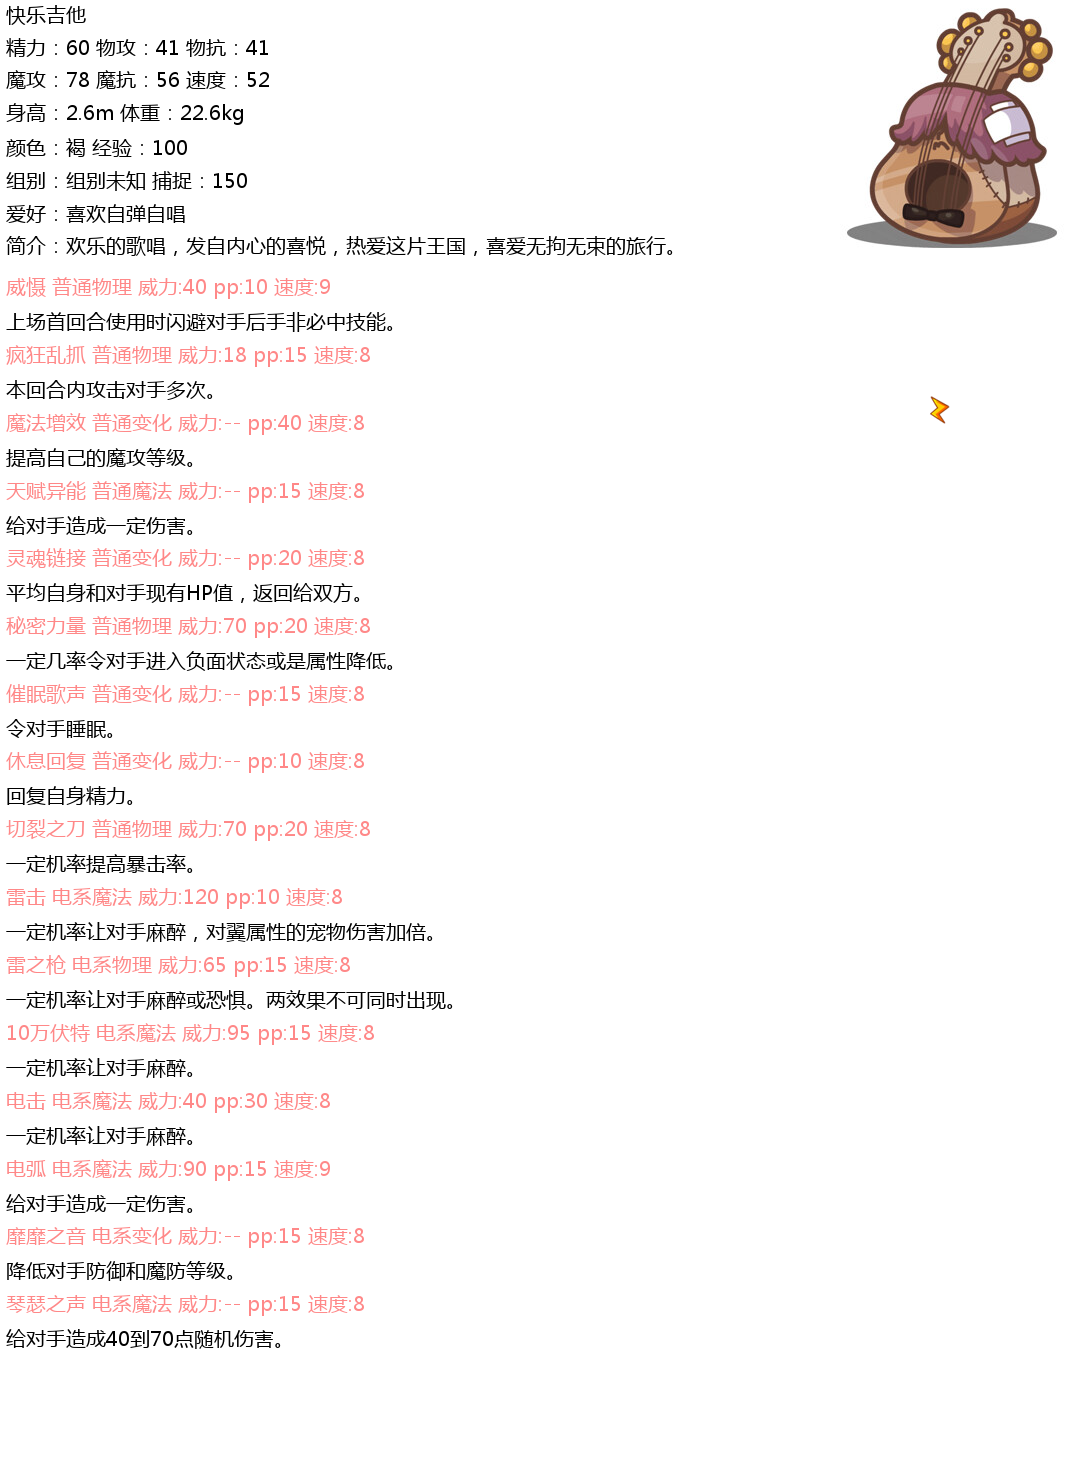 快乐吉他
精力：60 物攻：41 物抗：41
魔攻：78 魔抗：56 速度：52
身高：2.6m 体重：22.6kg
颜色：褐 经验：100
组别：组别未知 捕捉：150
爱好：喜欢自弹自唱
简介：欢乐的歌唱，发自内心的喜悦，热爱这片王国，喜爱无拘无束的旅行。
威慑 普通物理 威力:40 pp:10 速度:9
上场首回合使用时闪避对手后手非必中技能。
疯狂乱抓 普通物理 威力:18 pp:15 速度:8
本回合内攻击对手多次。
魔法增效 普通变化 威力:-- pp:40 速度:8
提高自己的魔攻等级。
天赋异能 普通魔法 威力:-- pp:15 速度:8
给对手造成一定伤害。
灵魂链接 普通变化 威力:-- pp:20 速度:8
平均自身和对手现有HP值，返回给双方。
秘密力量 普通物理 威力:70 pp:20 速度:8
一定几率令对手进入负面状态或是属性降低。
催眠歌声 普通变化 威力:-- pp:15 速度:8
令对手睡眠。
休息回复 普通变化 威力:-- pp:10 速度:8
回复自身精力。
切裂之刀 普通物理 威力:70 pp:20 速度:8
一定机率提高暴击率。
雷击 电系魔法 威力:120 pp:10 速度:8
一定机率让对手麻醉，对翼属性的宠物伤害加倍。
雷之枪 电系物理 威力:65 pp:15 速度:8
一定机率让对手麻醉或恐惧。两效果不可同时出现。
10万伏特 电系魔法 威力:95 pp:15 速度:8
一定机率让对手麻醉。
电击 电系魔法 威力:40 pp:30 速度:8
一定机率让对手麻醉。
电弧 电系魔法 威力:90 pp:15 速度:9
给对手造成一定伤害。
靡靡之音 电系变化 威力:-- pp:15 速度:8
降低对手防御和魔防等级。
琴瑟之声 电系魔法 威力:-- pp:15 速度:8
给对手造成40到70点随机伤害。